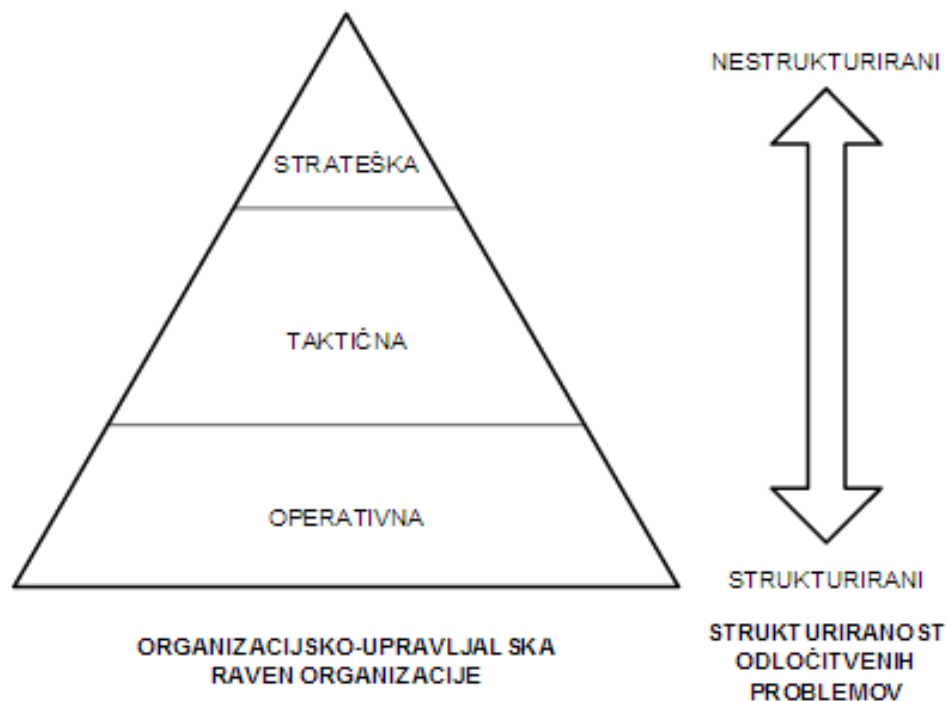 NESTRUKTURIRANI
STRATEŠKA
TAKTIČNA
OPERATIVNA
STRUKTURIRANI
ORGANIZACIJSKO-UPRAVLJALSKA
RAVEN ORGANIZACIJE
STRUKTURIRANOST
ODLOČITVENIH
PROBLEMOV